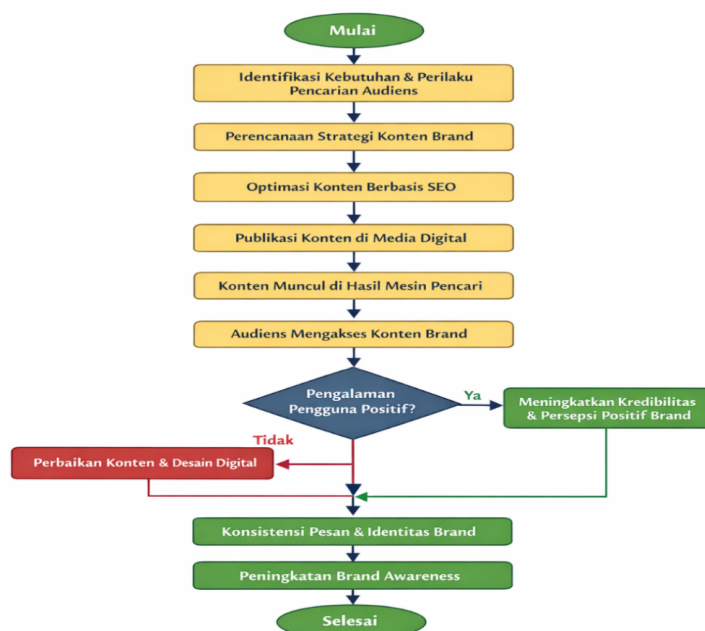 Mulai
Identifikasi Kebutuhan & Perilaku
Pencarian Audiens
Perencanaan Strategi Konten Brand
Optimasi Konten Berbasis SEO
Publikasi Konten di Media Digital
Konten Muncul di Hasil Mesin Pencari
Audiens Mengakses Konten Brand
Pengalaman
Pengguna Positif?
Ya
Meningkatkan Kredibilitas
& Persepsi Positif Brand
Tidak
Perbaikan Konten & Desain Digital
Konsistensi Pesan & Identitas Brand
Peningkatan Brand Awareness
Selesai